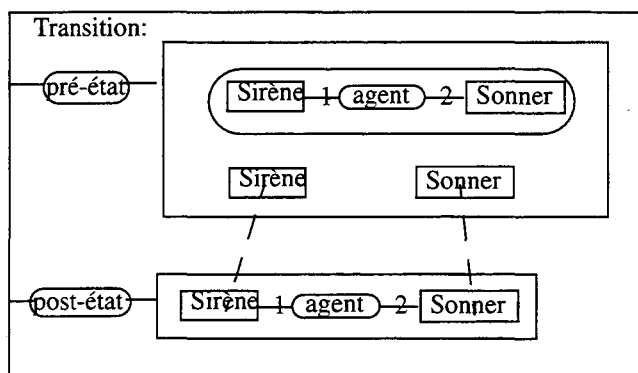 Transition:
pré-état
Sirène 1 agent 2 Sonner
Sirène Sonner
post-état Sirène 1 agent 2 Sonner